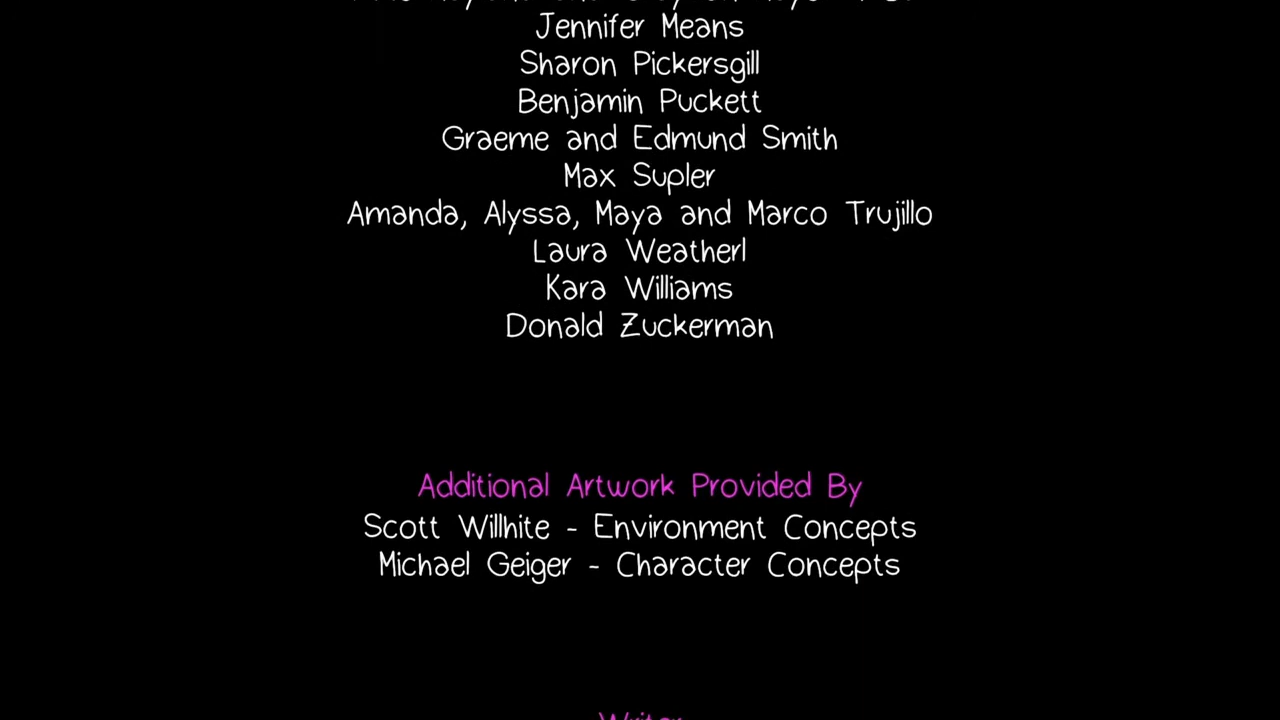 Jennifer Means
Sharon Pickersgill
Benjamin Puckett
Graeme and Edmund Smith
Max Supler
Amanda, Alyssa, Maya and Marco Trujillo
Laura Weatherl
Kara Williams
Donald Zuckerman
Additional Artwork Provided By
Scott Willhite - Environment Concepts
Michael Geiger - Character Concepts
Writer